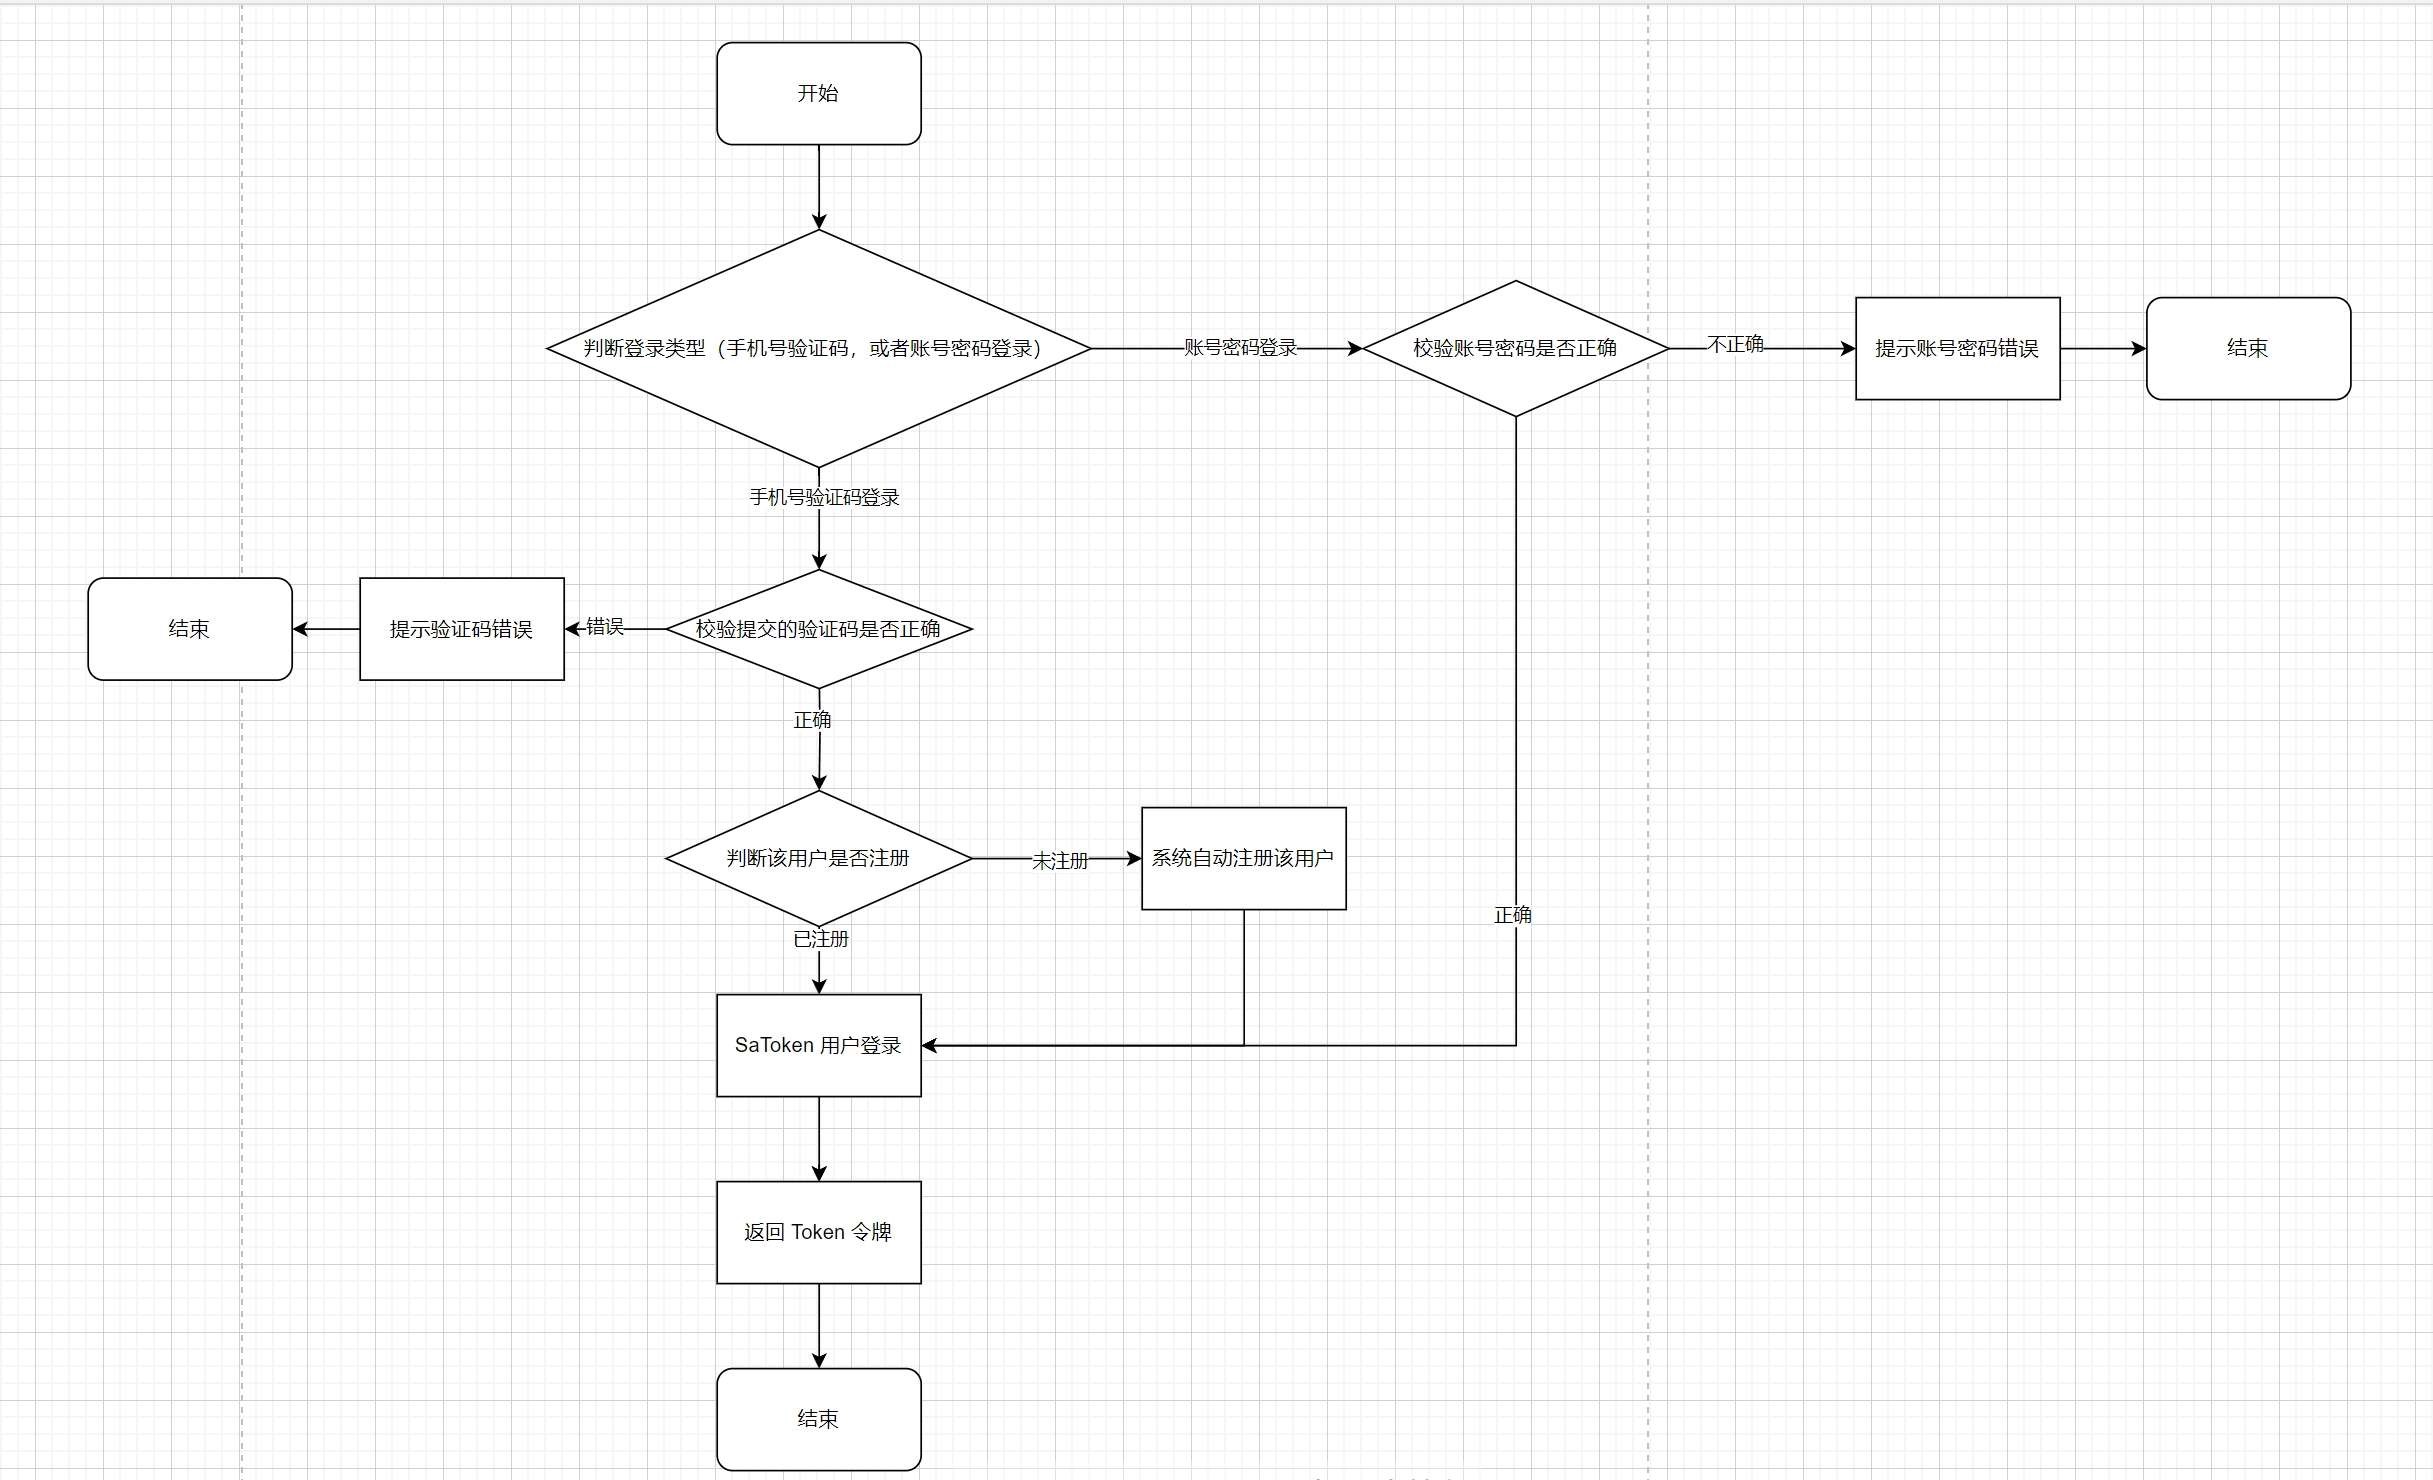 开始
判断登录类型（手机号验证码，或者账号密码登录）
账号密码登录
校验账号密码是否正确
不正确
提示账号密码错误
结束
手机号验证码登录
结束
提示验证码错误
错误
校验提交的验证码是否正确
正确
判断该用户是否注册
未注册
系统自动注册该用户
正确
已注册
SaToken 用户登录
返回 Token 令牌
结束